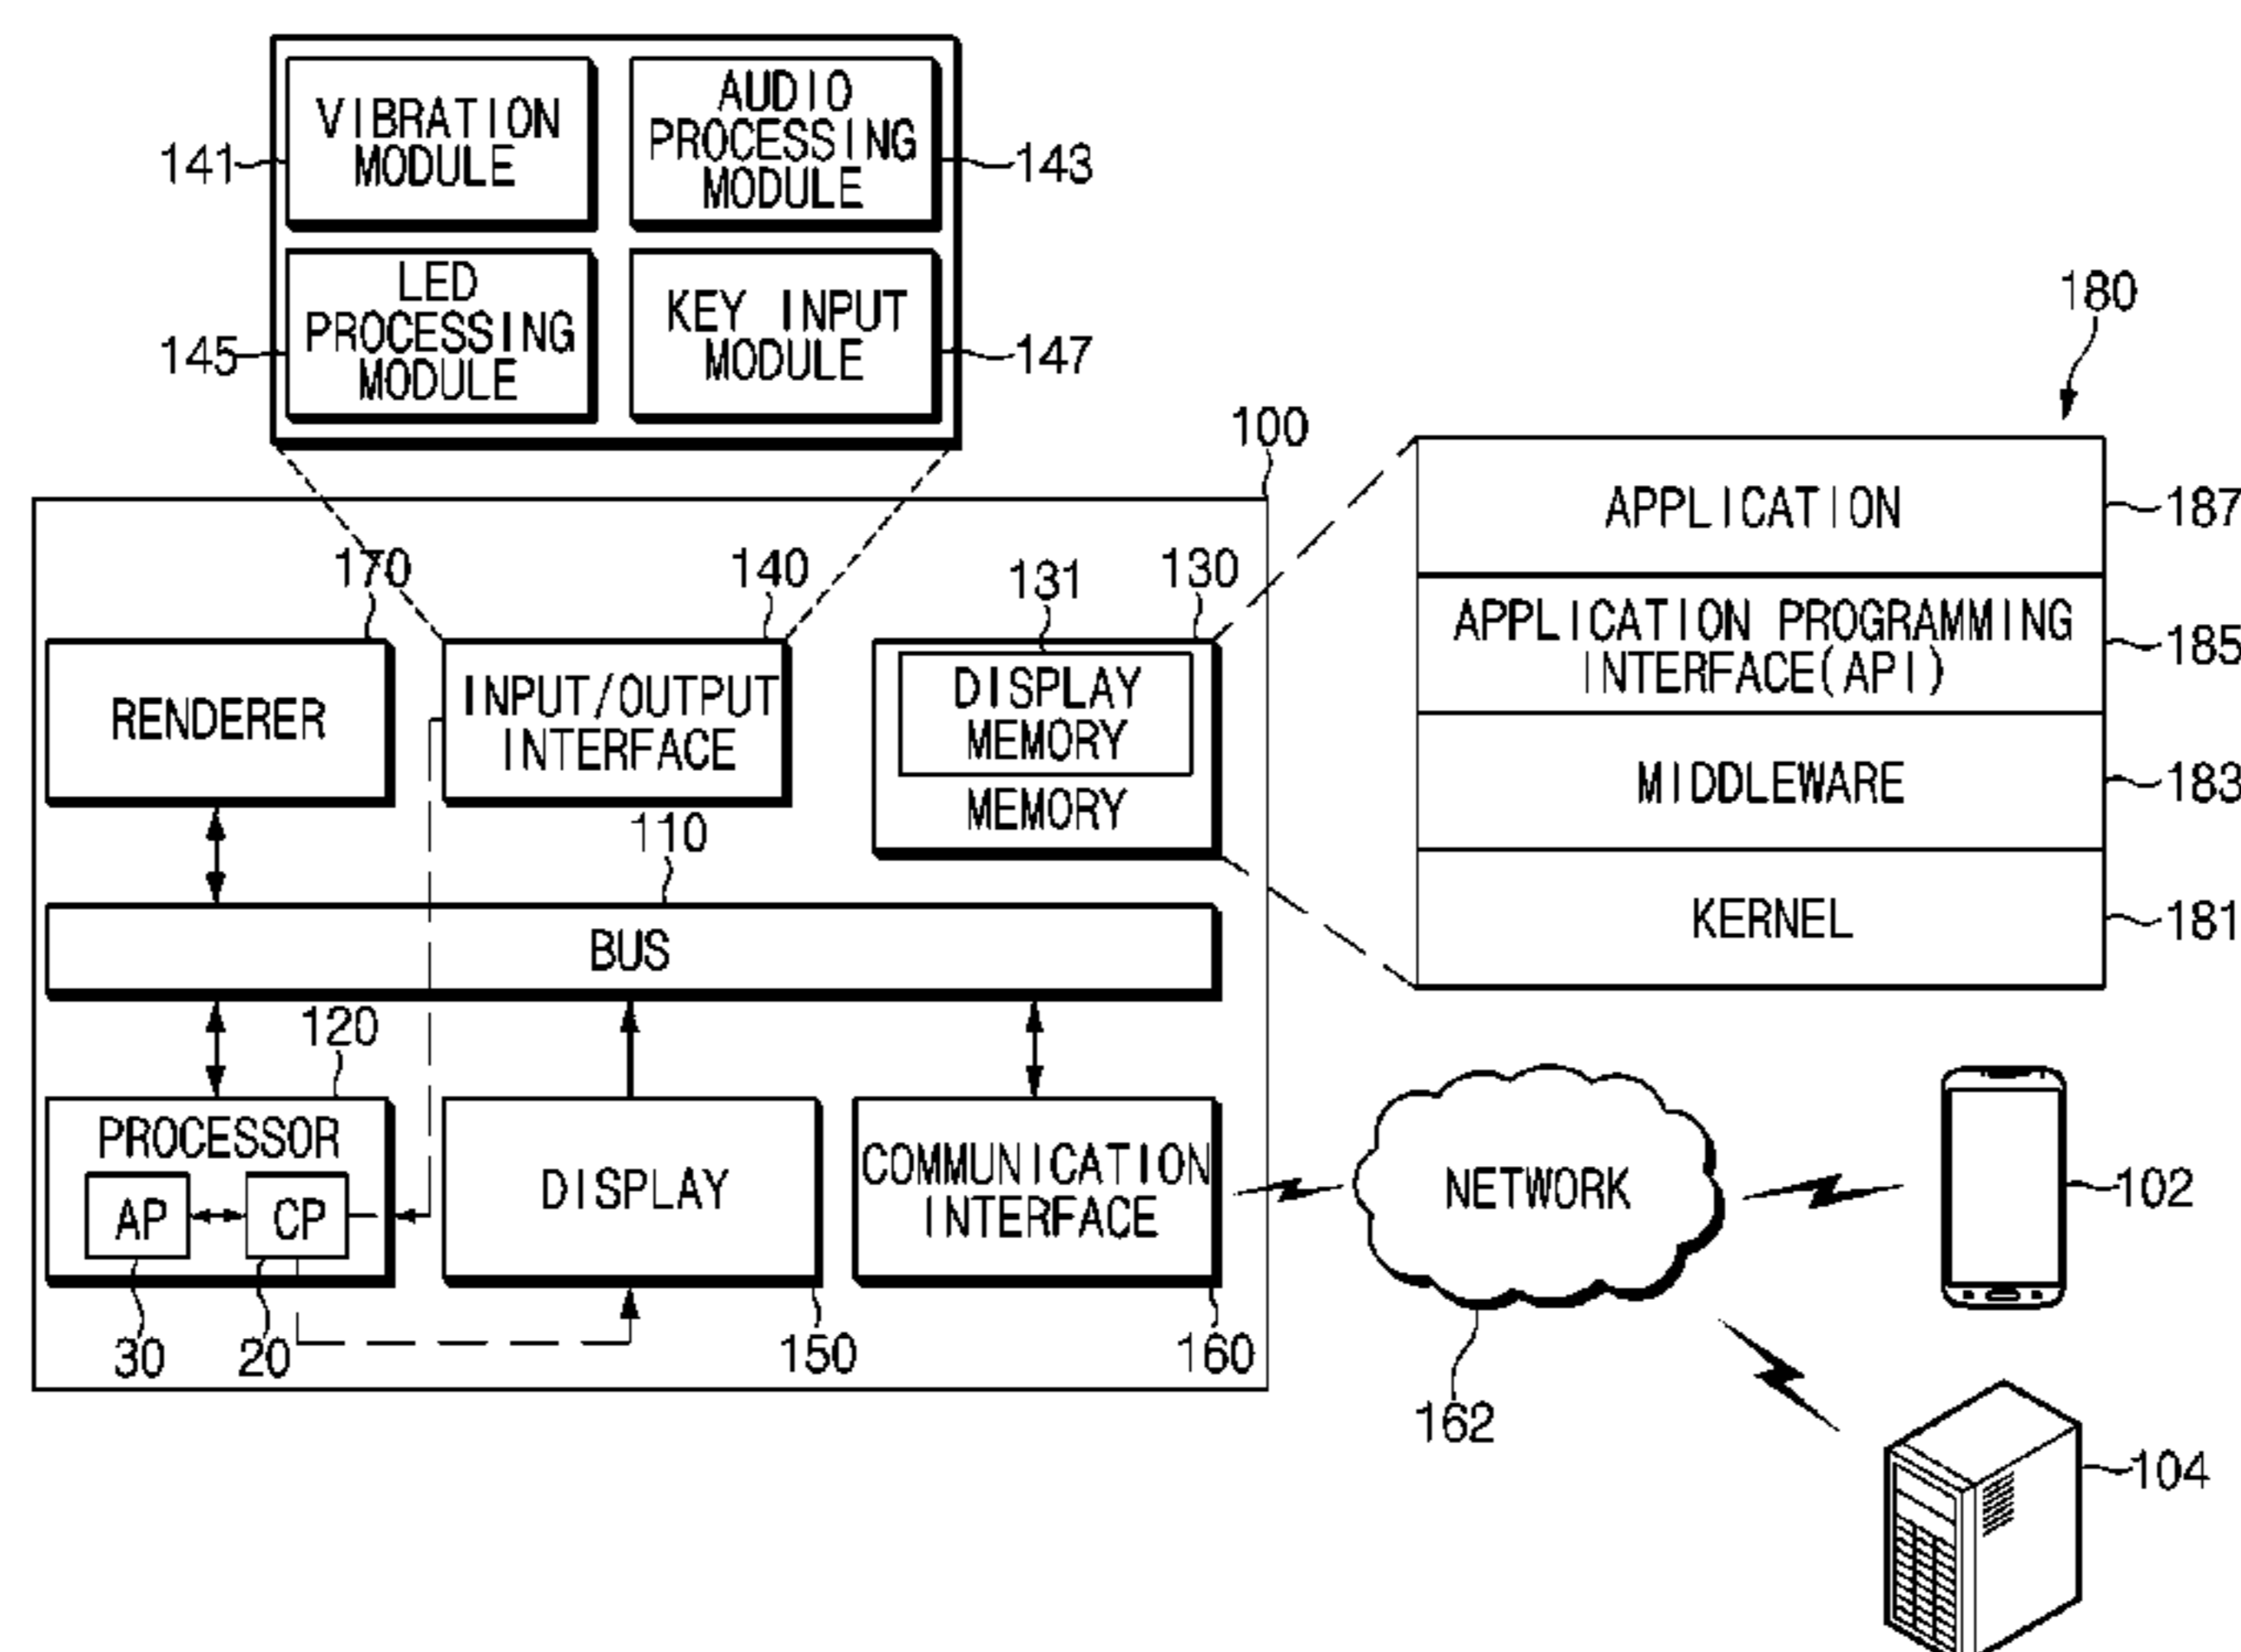 VIBRATION
MODULE
141
AUDIO
PROCESSING
MODULE
143
LED
PROCESSING
MODULE
145
KEY INPUT
MODULE
147
180
100
APPLICATION
187
APPLICATION PROGRAMMING
INTERFACE(API)
185
MIDDLEWARE
183
KERNEL
181
170
RENDERER
140
INPUT/OUTPUT
INTERFACE
131
130
DISPLAY
MEMORY
MEMORY
110
BUS
120
PROCESSOR
AP
CP
30
20
DISPLAY
150
COMMUNICATION
INTERFACE
160
NETWORK
162
102
104